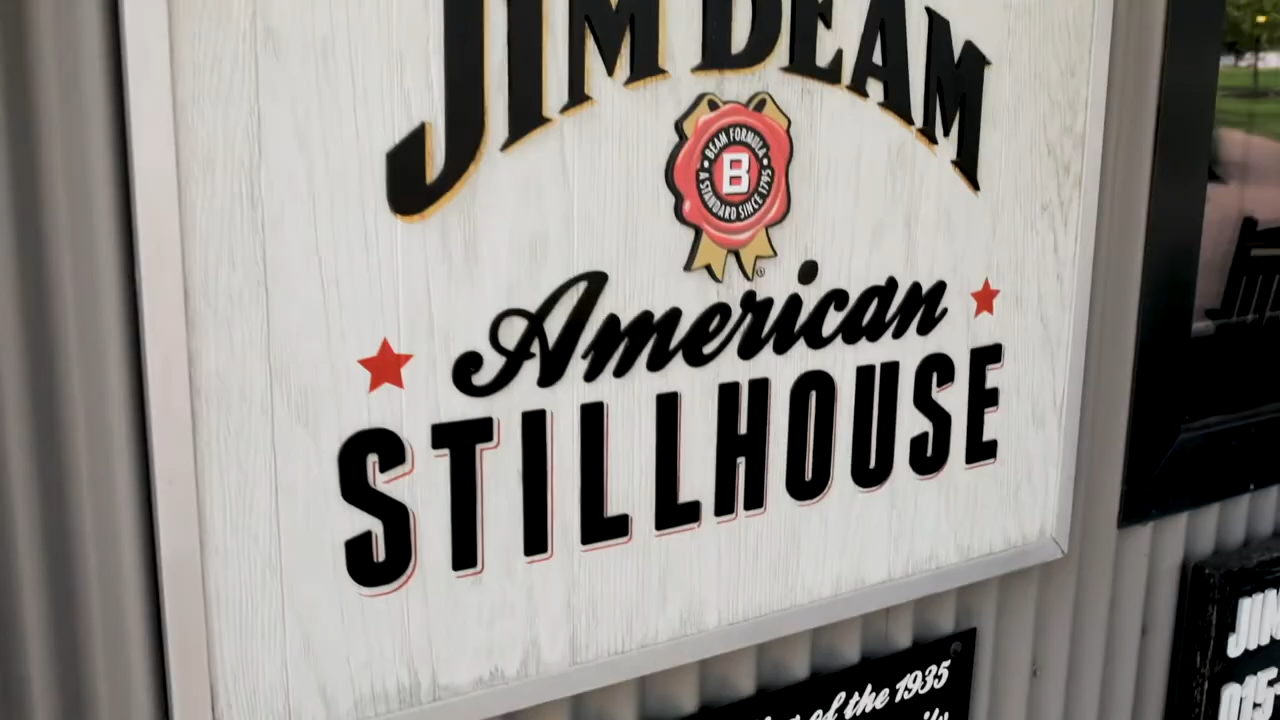 JIM BEAM
BEAM FORMULA
B
A STANDARD SINCE 1795
®
American
STILLHOUSE
of the 1935